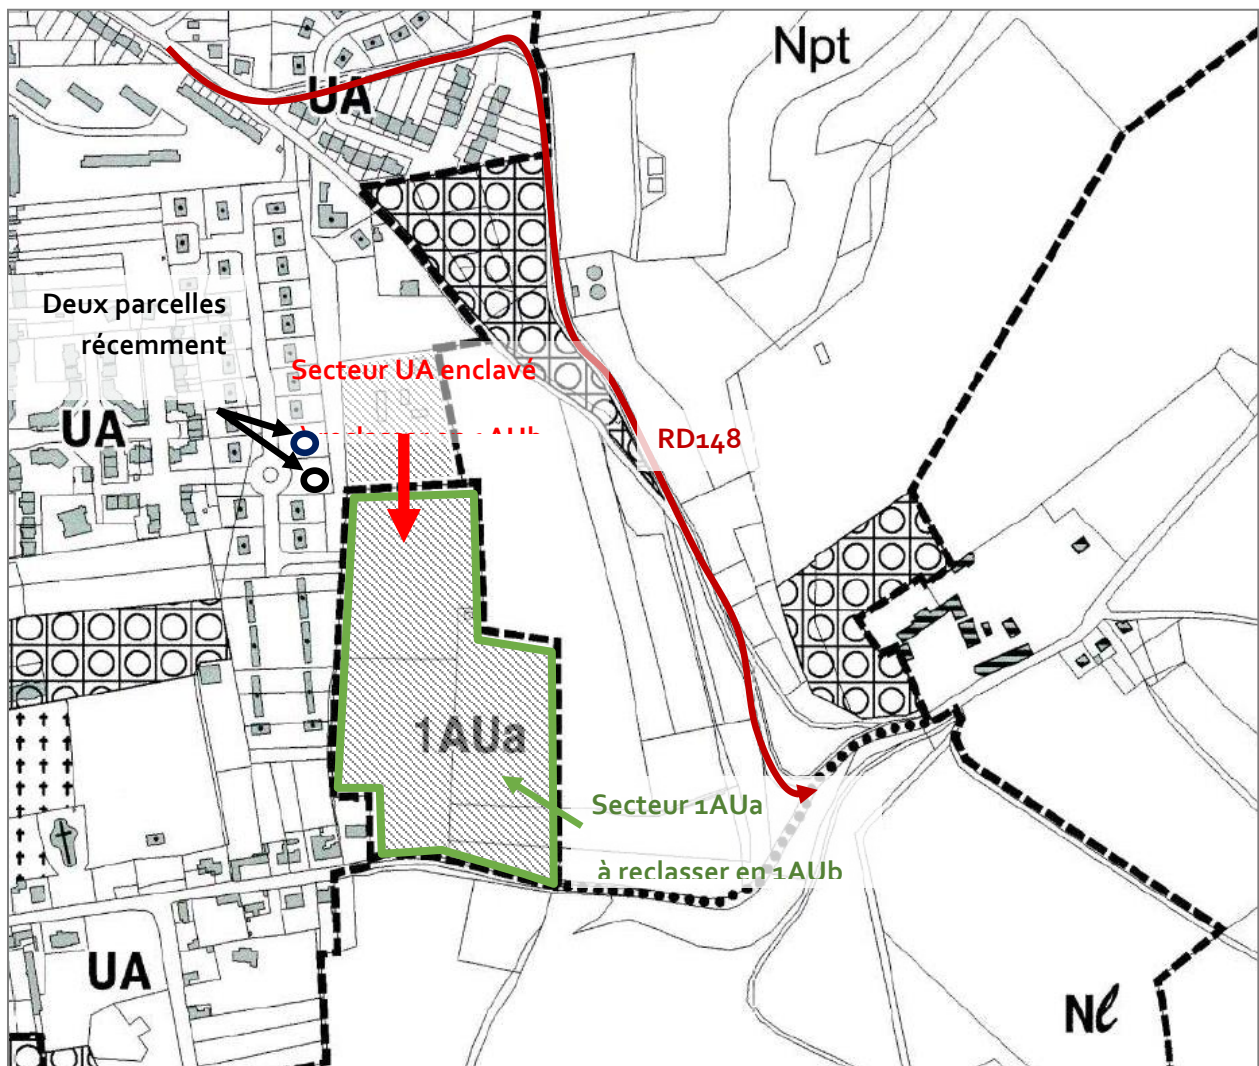 Npt
UA
Deux parcelles
récemment
Secteur UA enclavé
UA
RD148
1AUa
Secteur 1AUa
à reclasser en 1AUb
UA
Nl